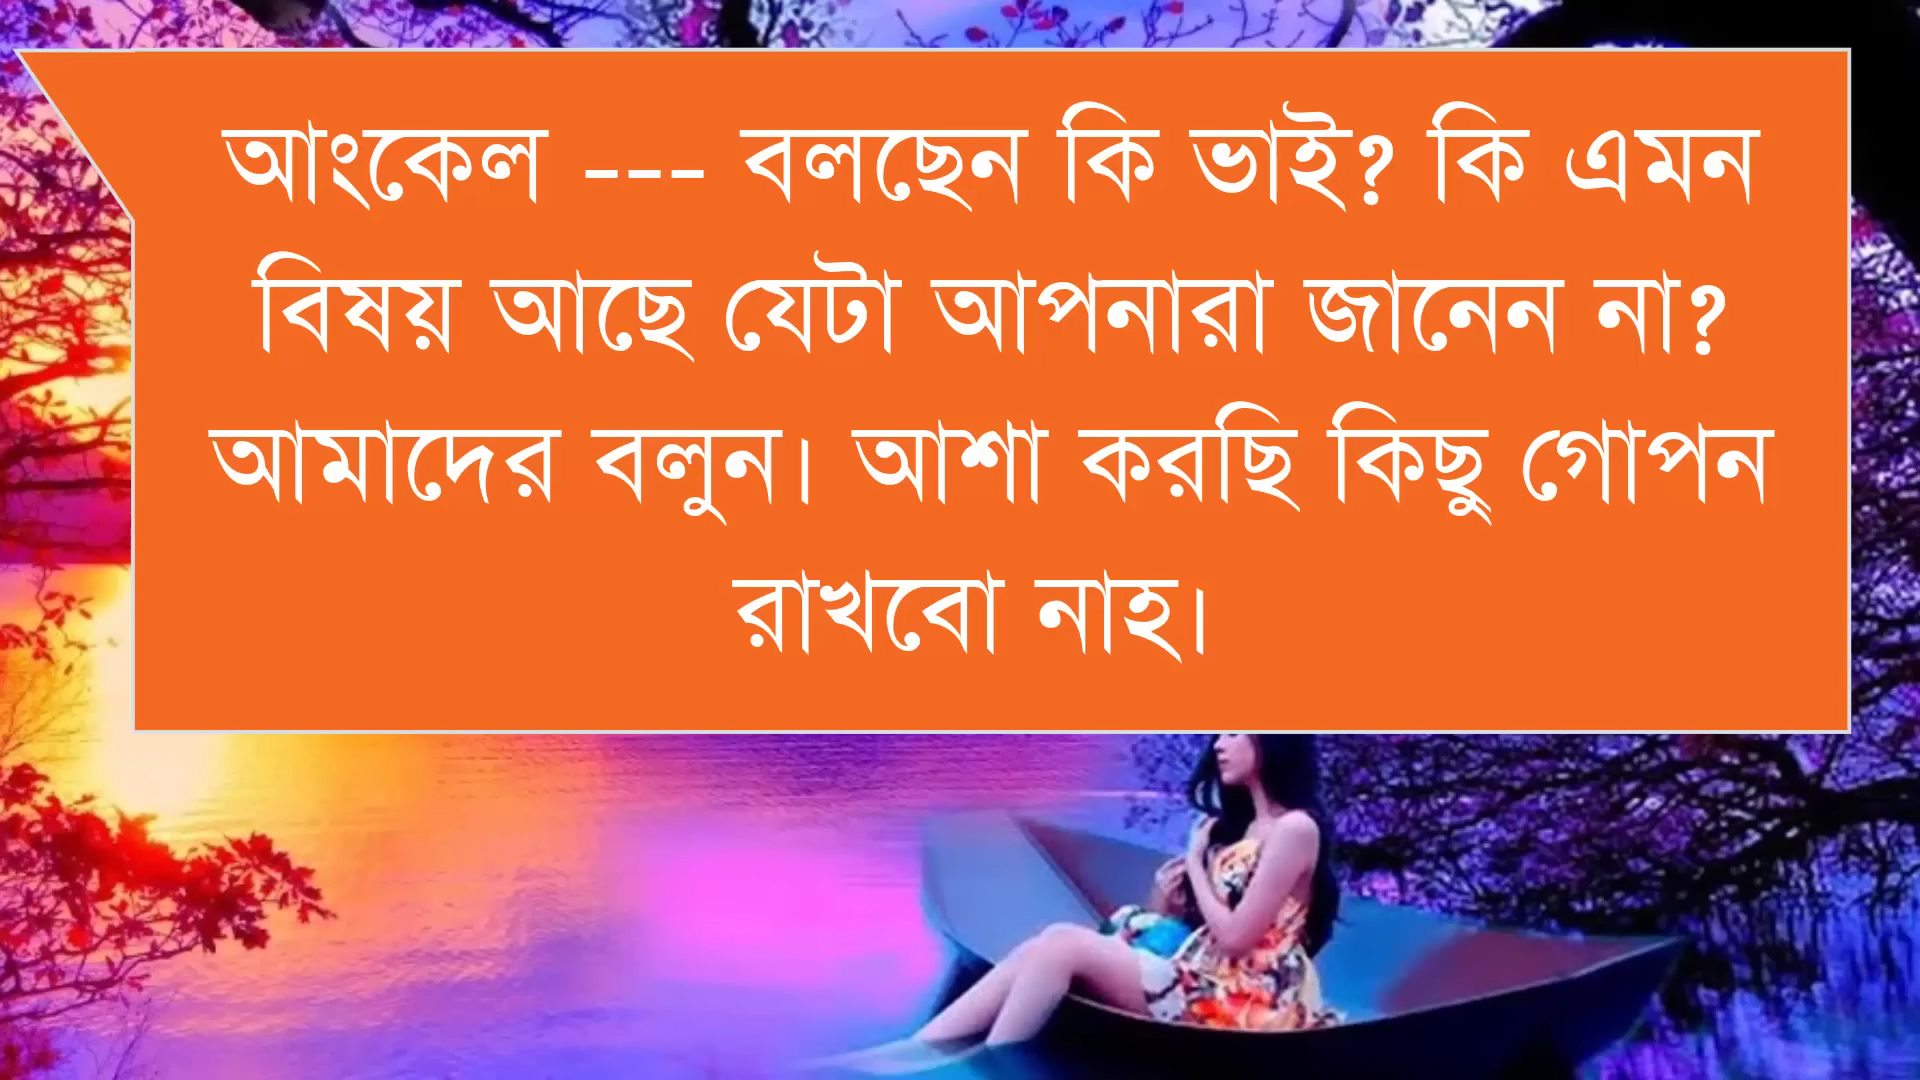 আংকেল --- বলছেন কি ভাই? কি এমন
বিষয় আছে যেটা আপনারা জানেন না?
আমাদের বলুন। আশা করছি কিছু গোপন
রাখবো নাহ।